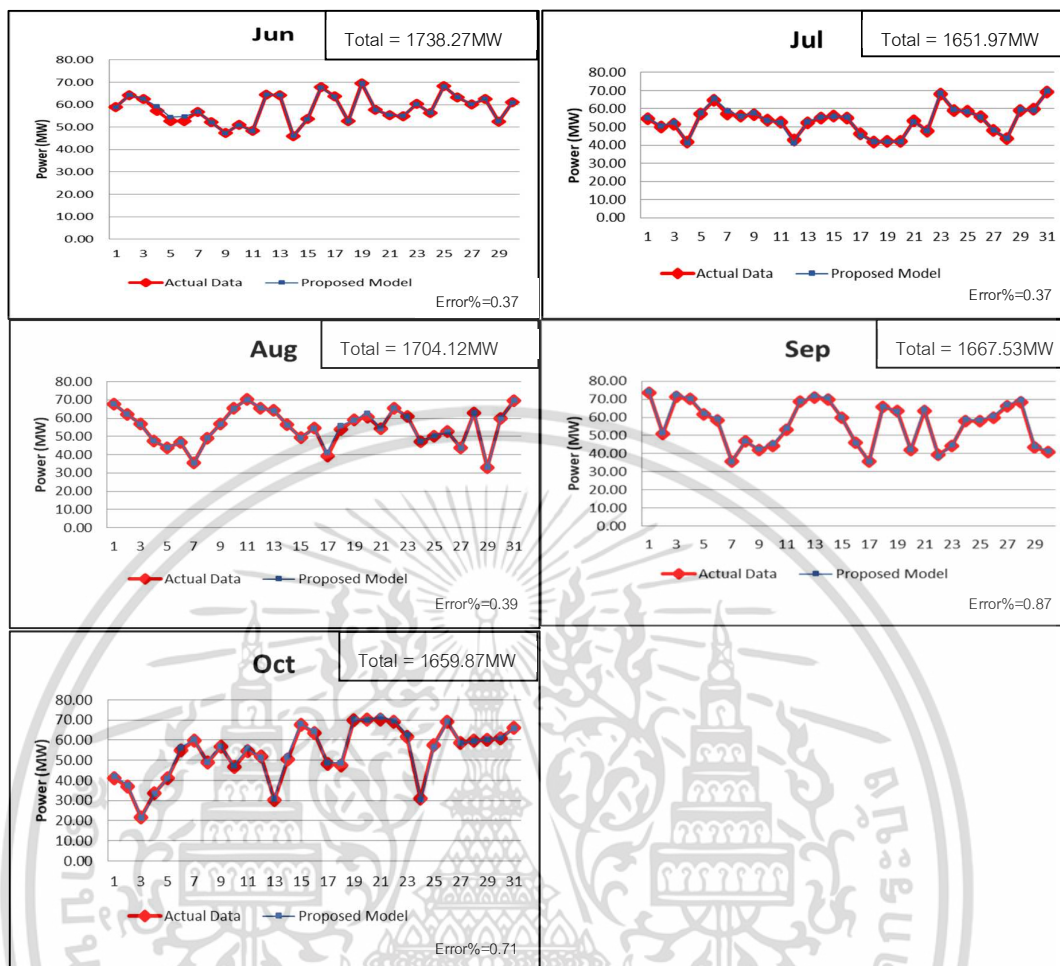 Jun
Total = 1738.27MW
Power (MW)
80.00
70.00
60.00
50.00
40.00
30.00
20.00
10.00
0.00
1 3 5 7 9 11 13 15 17 19 21 23 25 27 29
Actual Data Proposed Model
Error%=0.37
Jul
Total = 1651.97MW
Power (MW)
80.00
70.00
60.00
50.00
40.00
30.00
20.00
10.00
0.00
1 3 5 7 9 11 13 15 17 19 21 23 25 27 29 31
Actual Data Proposed Model
Error%=0.37
Aug
Total = 1704.12MW
Power (MW)
80.00
70.00
60.00
50.00
40.00
30.00
20.00
10.00
0.00
1 3 5 7 9 11 13 15 17 19 21 23 25 27 29 31
Actual Data Proposed Model
Error%=0.39
Sep
Total = 1667.53MW
Power (MW)
80.00
70.00
60.00
50.00
40.00
30.00
20.00
10.00
0.00
1 3 5 7 9 11 13 15 17 19 21 23 25 27 29
Actual Data Proposed Model
Error%=0.87
Oct
Total = 1659.87MW
Power (MW)
80.00
70.00
60.00
50.00
40.00
30.00
20.00
10.00
0.00
1 3 5 7 9 11 13 15 17 19 21 23 25 27 29 31
Actual Data Proposed Model
Error%=0.71